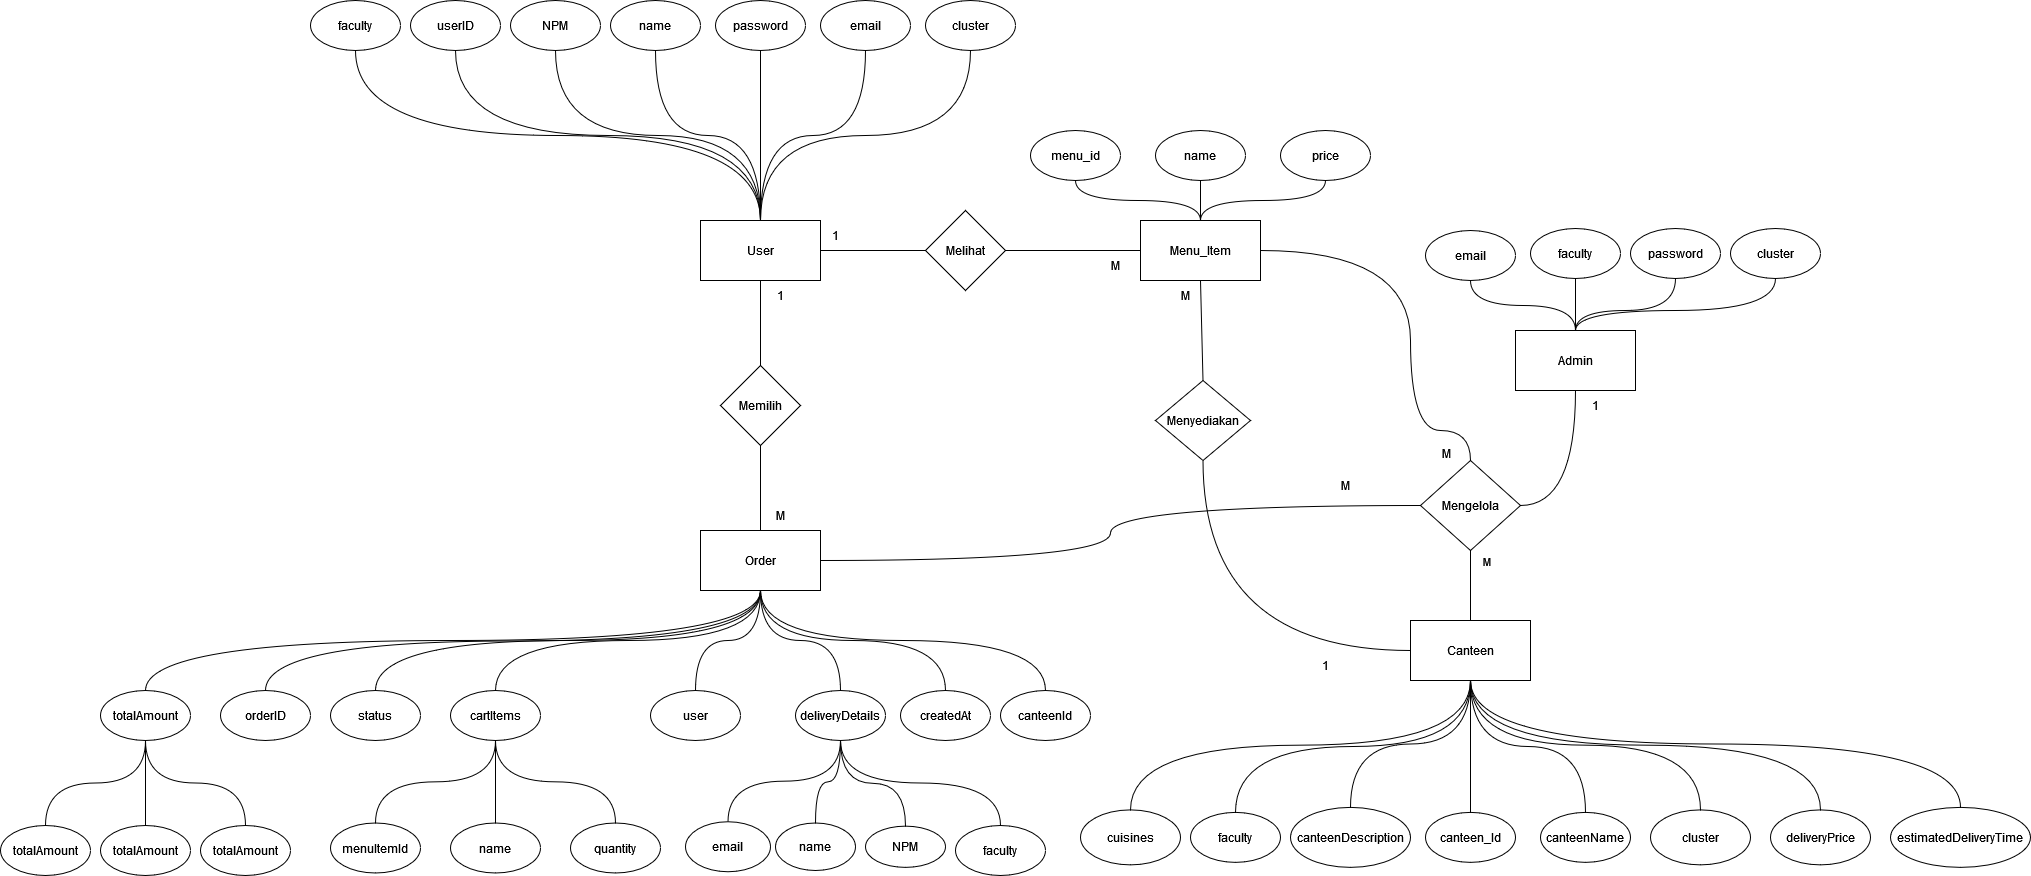 faculty
userID
NPM
name
password
email
cluster
menu_id
name
price
User
1
Melihat
M
Menu_Item
email
faculty
password
cluster
1
M
Admin
Memilih
Menyediakan
1
M
M
Mengelola
M
Order
M
Canteen
1
totalAmount
orderID
status
cartItems
user
deliveryDetails
createdAt
canteenId
totalAmount
totalAmount
totalAmount
menuItemId
name
quantity
email
name
NPM
faculty
cuisines
faculty
canteenDescription
canteen_Id
canteenName
cluster
deliveryPrice
estimatedDeliveryTime